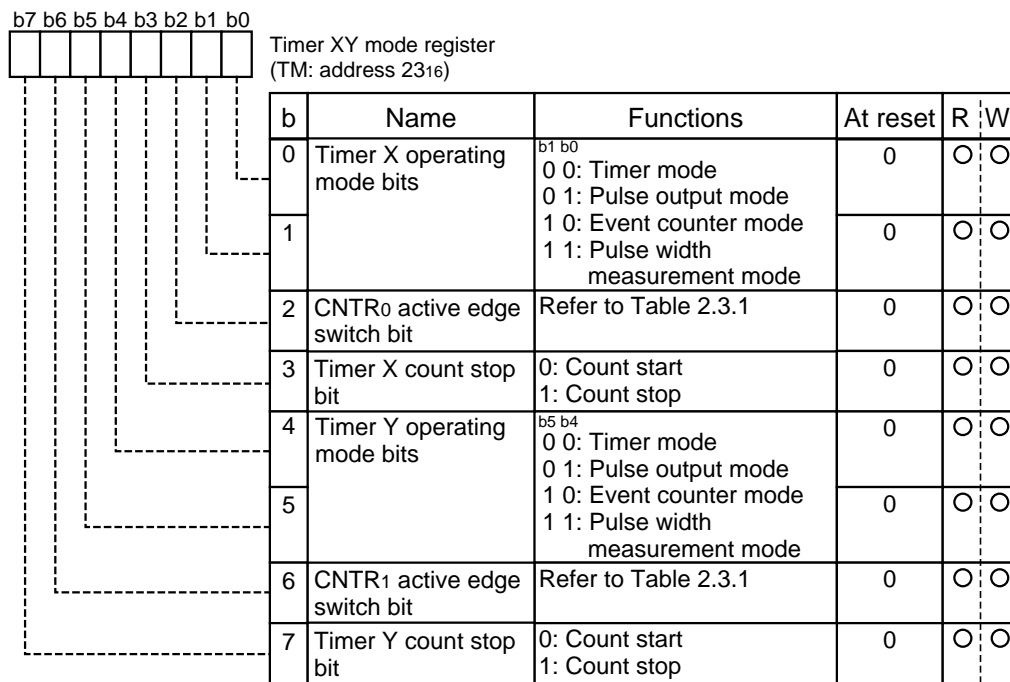 b7 b6 b5 b4 b3 b2 b1 b0
Timer XY mode register
(TM: address 2316)
b Name Functions At reset R W
0 Timer X operating mode bits
b1 b0
0 0: Timer mode
0 1: Pulse output mode
1 0: Event counter mode
1 1: Pulse width
measurement mode
0 ○ ○
1
0 ○ ○
2 CNTR0 active edge switch bit
Refer to Table 2.3.1
0 ○ ○
3 Timer X count stop bit
0: Count start
1: Count stop
0 ○ ○
4 Timer Y operating mode bits
b5 b4
0 0: Timer mode
0 1: Pulse output mode
1 0: Event counter mode
1 1: Pulse width
measurement mode
0 ○ ○
5
0 ○ ○
6 CNTR1 active edge switch bit
Refer to Table 2.3.1
0 ○ ○
7 Timer Y count stop bit
0: Count start
1: Count stop
0 ○ ○